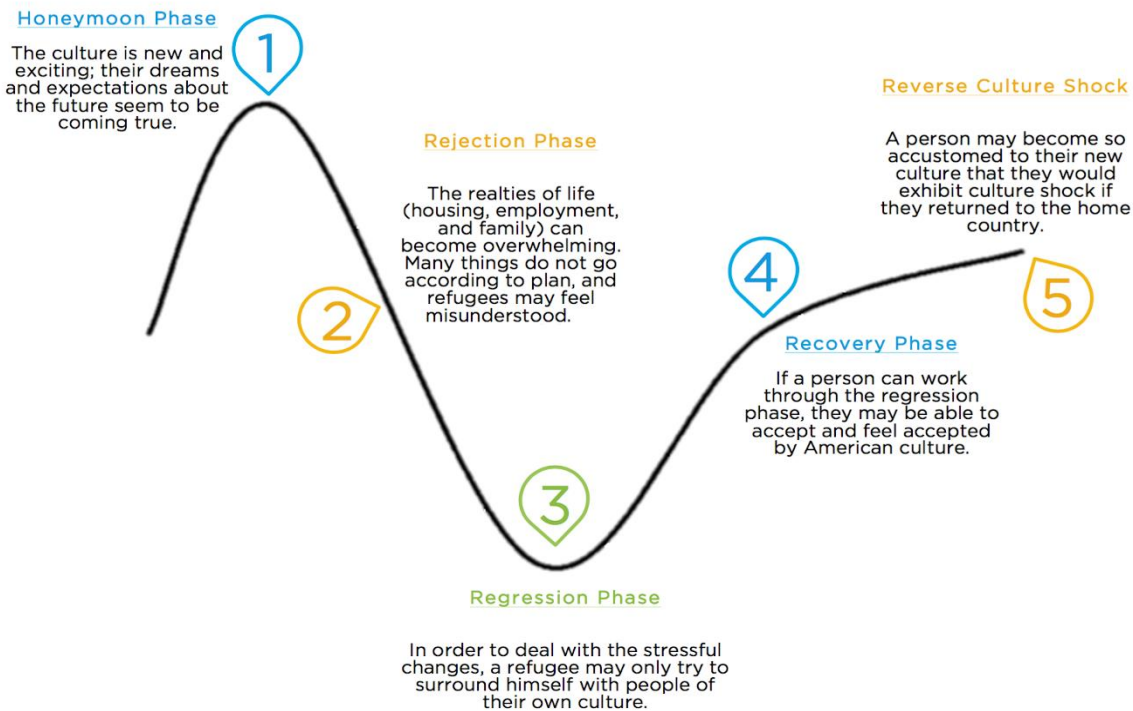 Honeymoon Phase
The culture is new and
exciting; their dreams
and expectations about
the future seem to be
coming true.
1
Rejection Phase
The realties of life
(housing, employment,
and family) can
become overwhelming.
Many things do not go
according to plan, and
refugees may feel
misunderstood.
2
3
Regression Phase
In order to deal with the stressful
changes, a refugee may only try to
surround himself with people of
their own culture.
4
Recovery Phase
If a person can work
through the regression
phase, they may be able to
accept and feel accepted
by American culture.
Reverse Culture Shock
A person may become so
accustomed to their new
culture that they would
exhibit culture shock if
they returned to the home
country.
5